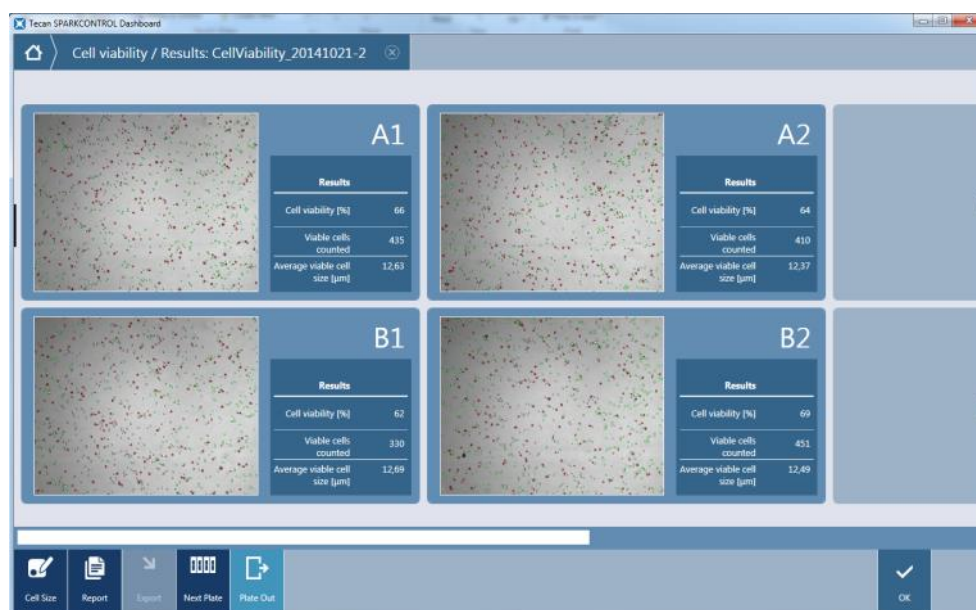 Tecan SPARKCONTROL Dashboard
Cell viability / Results: CellViability_20141021-2
A1
Results
Cell viability [%] 66
Viable cells
counted 435
Average viable cell
size [µm] 12,63
A2
Results
Cell viability [%] 64
Viable cells
counted 410
Average viable cell
size [µm] 12,37
B1
Results
Cell viability [%] 62
Viable cells
counted 330
Average viable cell
size [µm] 12,69
B2
Results
Cell viability [%] 69
Viable cells
counted 451
Average viable cell
size [µm] 12,49
Cell Size Report Export Next Plate Plate Out OK